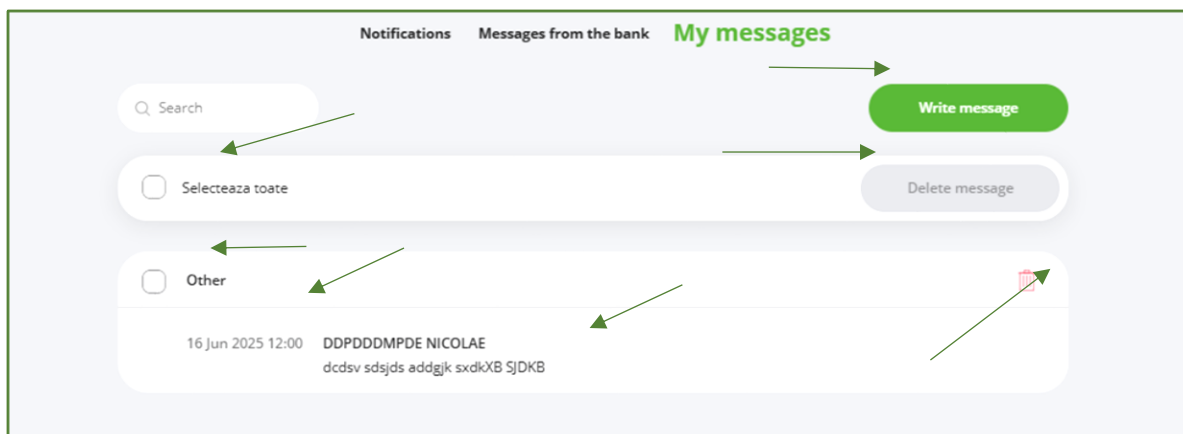 Notifications Messages from the bank My messages
Search Write message
Selecteaza toate Delete message
Other
16 Jun 2025 12:00 DDPDDDMPDE NICOLAE
dcdsv sdsjds addgjk sxdkXB SJDKB